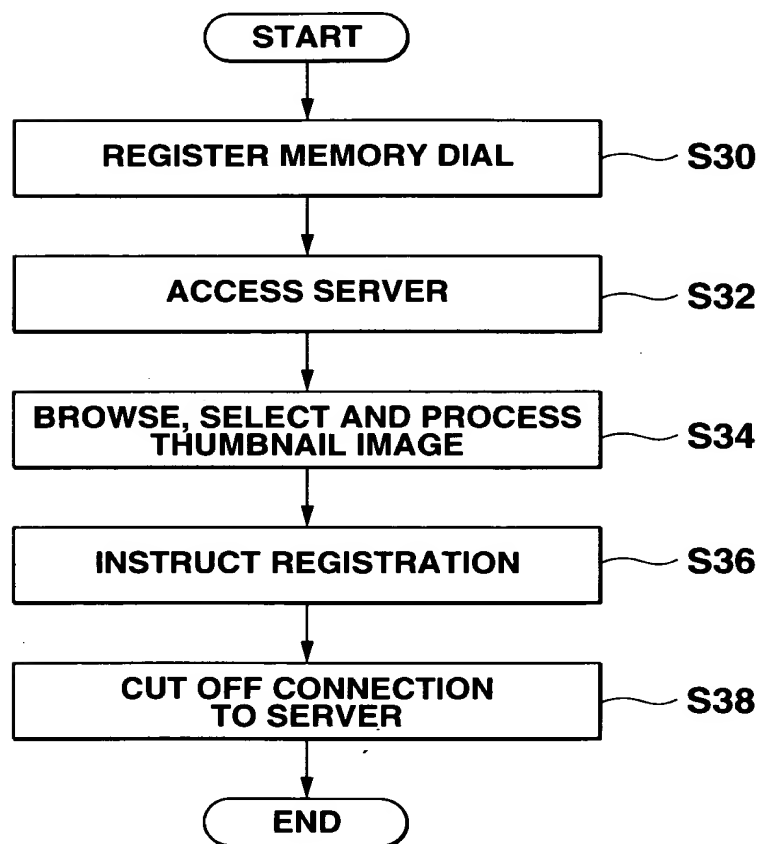 START
REGISTER MEMORY DIAL
S30
ACCESS SERVER
S32
BROWSE, SELECT AND PROCESS
THUMBNAIL IMAGE
S34
INSTRUCT REGISTRATION
S36
CUT OFF CONNECTION
TO SERVER
S38
END